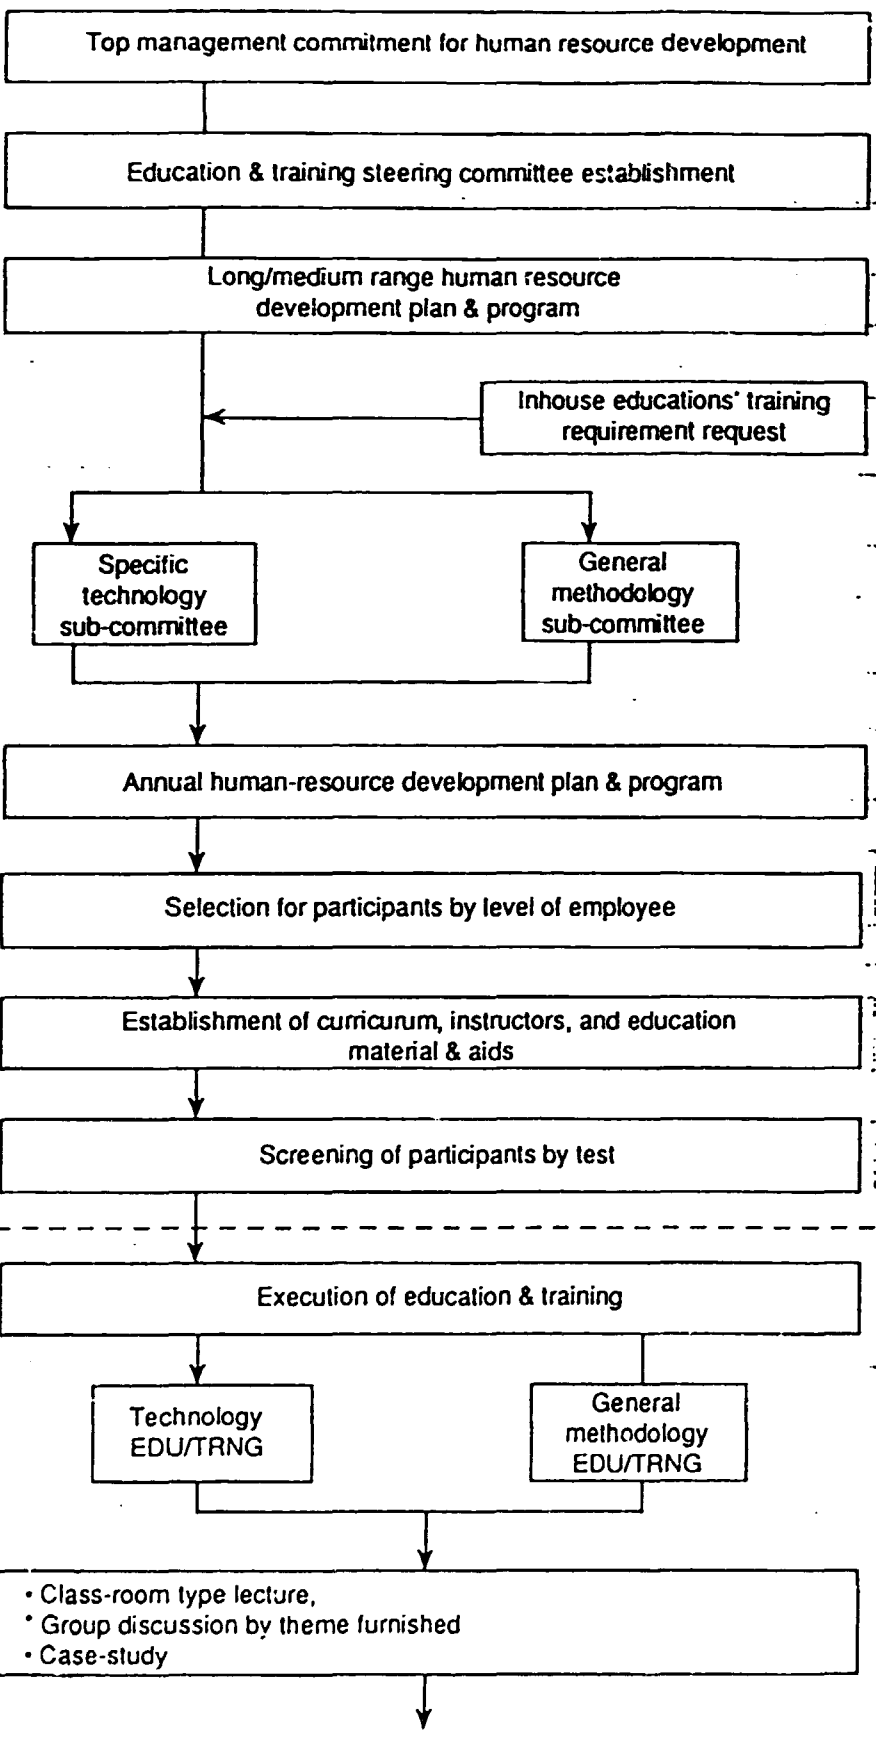 Top management commitment for human resource development
Education & training steering committee establishment
Long/medium range human resource
development plan & program
Inhouse educations' training
requirement request
Specific
technology
sub-committee
General
methodology
sub-committee
Annual human-resource development plan & program
Selection for participants by level of employee
Establishment of curricurum, instructors, and education
material & aids
Screening of participants by test
Execution of education & training
Technology
EDU/TRNG
General
methodology
EDU/TRNG
• Class-room type lecture,
• Group discussion by theme furnished
• Case-study